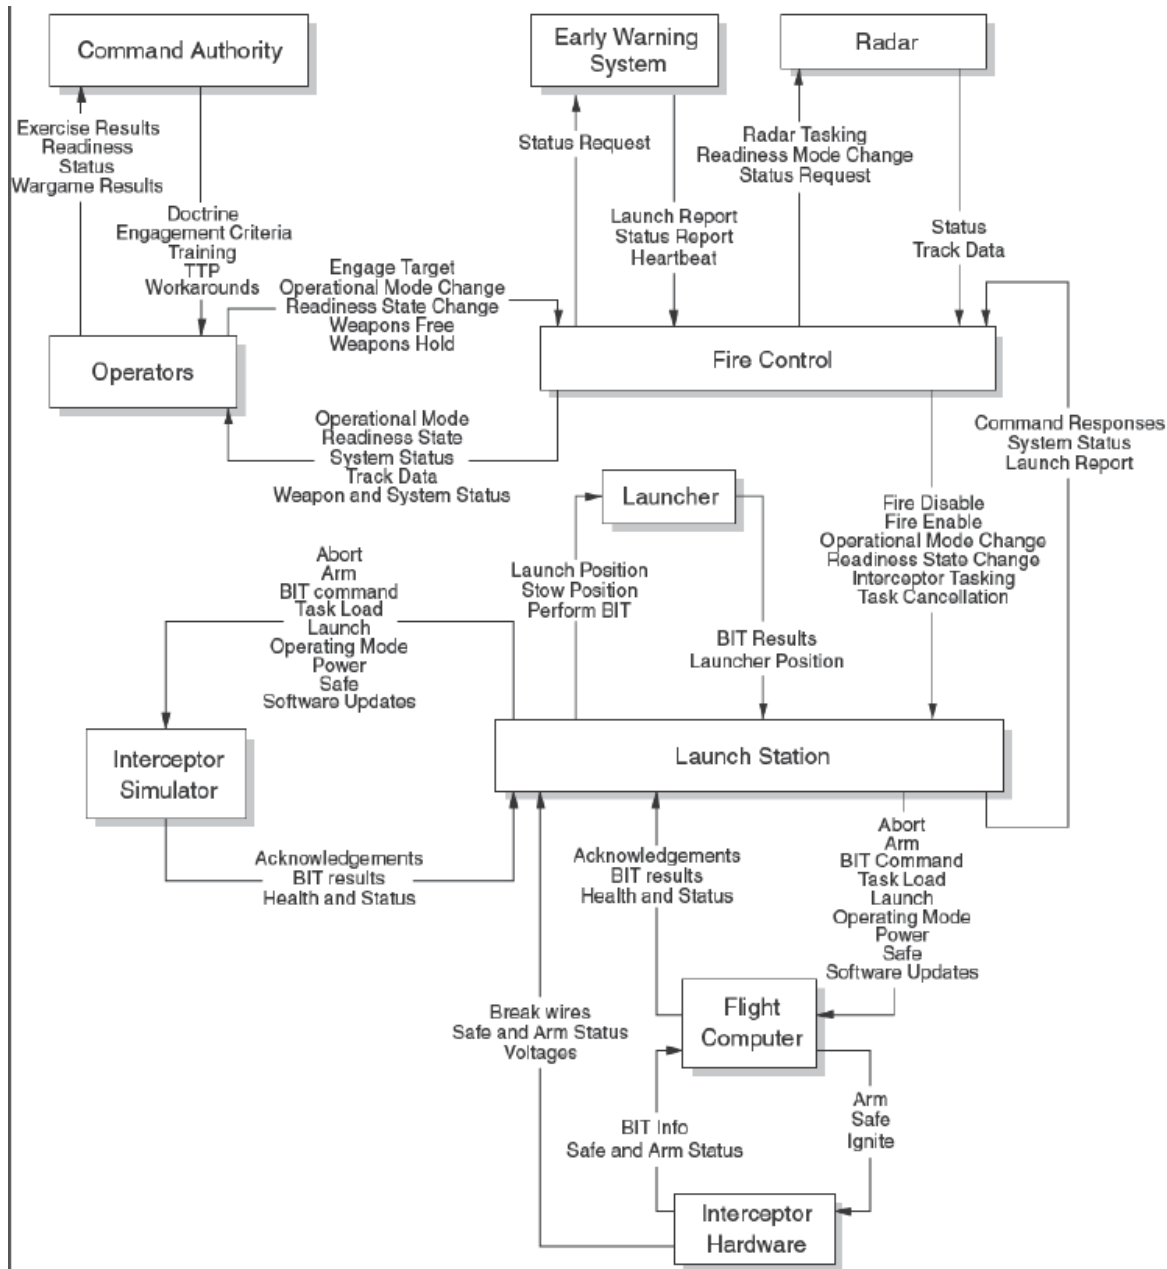 Command Authority
Early Warning
System
Radar
Exercise Results
Readiness
Status
Wargame Results
Doctrine
Engagement Criteria
Training
TTP
Workarounds
Status Request
Launch Report
Status Report
Heartbeat
Radar Tasking
Readiness Mode Change
Status Request
Status
Track Data
Engage Target
Operational Mode Change
Readiness State Change
Weapons Free
Weapons Hold
Operators
Fire Control
Operational Mode
Readiness State
System Status
Track Data
Weapon and System Status
Command Responses
System Status
Launch Report
Launcher
Fire Disable
Fire Enable
Operational Mode Change
Readiness State Change
Interceptor Tasking
Task Cancellation
Abort
Arm
BIT command
Task Load
Launch
Operating Mode
Power
Safe
Software Updates
Launch Position
Stow Position
Perform BIT
BIT Results
Launcher Position
Interceptor
Simulator
Launch Station
Acknowledgements
BIT results
Health and Status
Acknowledgements
BIT results
Health and Status
Abort
Arm
BIT Command
Task Load
Launch
Operating Mode
Power
Safe
Software Updates
Break wires
Safe and Arm Status
Voltages
Flight
Computer
BIT Info
Safe and Arm Status
Arm
Safe
Ignite
Interceptor
Hardware